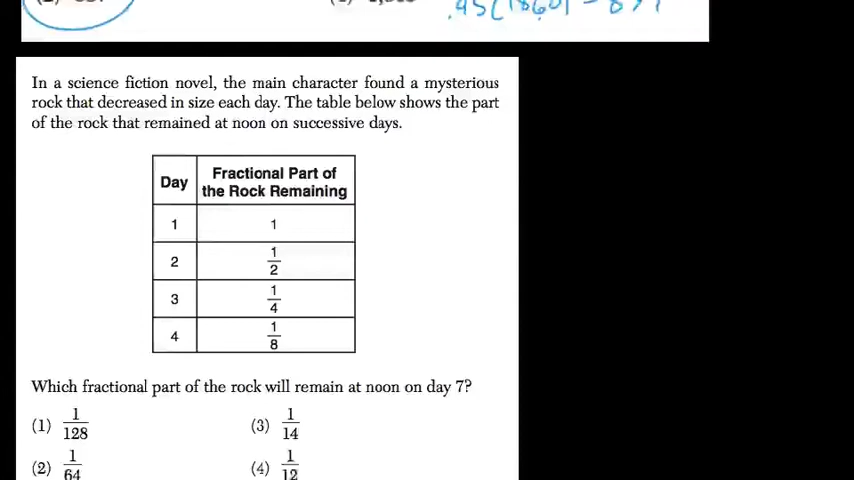 In a science fiction novel, the main character found a mysterious
rock that decreased in size each day. The table below shows the part
of the rock that remained at noon on successive days.
Day Fractional Part of the Rock Remaining
1 1
2 1/2
3 1/4
4 1/8
Which fractional part of the rock will remain at noon on day 7?
(1) 1/128 (3) 1/14
(2) 1/64 (4) 1/12